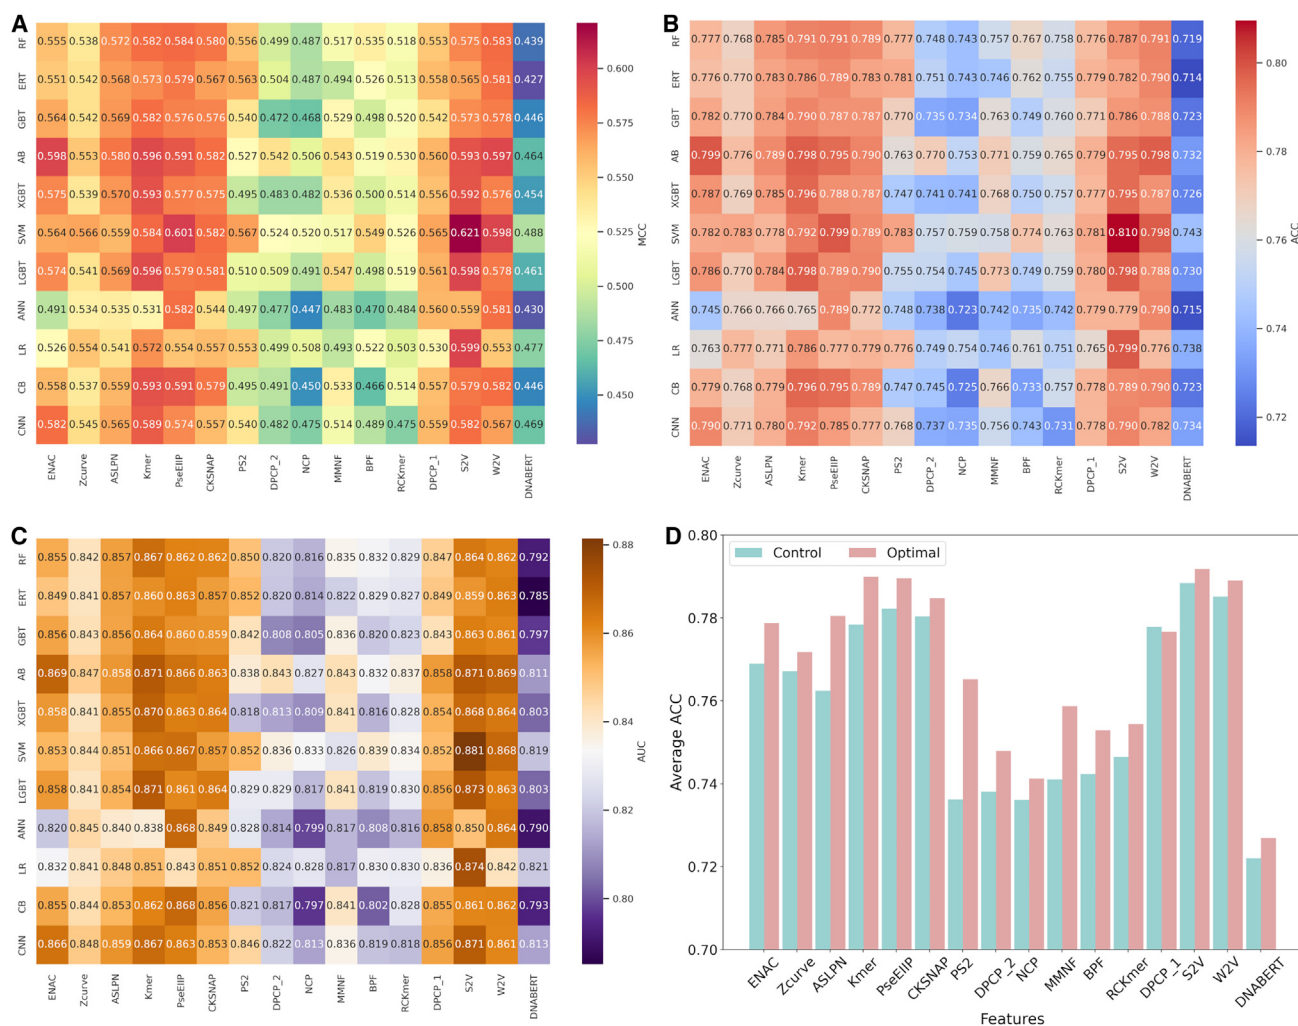 A
RF 0.555 0.538 0.572 0.582 0.584 0.580 0.556 0.499 0.487 0.517 0.535 0.518 0.553 0.575 0.583 0.439
ERT 0.551 0.542 0.568 0.573 0.579 0.567 0.563 0.504 0.487 0.494 0.526 0.513 0.558 0.565 0.581 0.427
GBT 0.564 0.542 0.569 0.582 0.576 0.576 0.540 0.472 0.468 0.529 0.498 0.520 0.542 0.573 0.578 0.446
AB 0.598 0.553 0.580 0.596 0.591 0.582 0.527 0.542 0.506 0.543 0.519 0.530 0.560 0.593 0.597 0.464
XGBT 0.575 0.539 0.570 0.593 0.577 0.575 0.495 0.483 0.482 0.536 0.500 0.514 0.557 0.592 0.576 0.454
SVM 0.564 0.566 0.559 0.584 0.601 0.582 0.567 0.524 0.520 0.517 0.549 0.526 0.565 0.621 0.598 0.488
LGBT 0.574 0.541 0.569 0.596 0.579 0.581 0.510 0.509 0.491 0.547 0.498 0.519 0.561 0.598 0.578 0.461
ANN 0.491 0.534 0.535 0.531 0.582 0.544 0.497 0.477 0.447 0.483 0.470 0.484 0.560 0.559 0.581 0.430
LR 0.526 0.554 0.541 0.572 0.554 0.557 0.553 0.499 0.508 0.493 0.522 0.503 0.530 0.599 0.553 0.477
CB 0.558 0.537 0.559 0.593 0.591 0.579 0.495 0.491 0.450 0.533 0.466 0.514 0.557 0.579 0.582 0.446
CNN 0.582 0.545 0.565 0.589 0.574 0.557 0.540 0.482 0.475 0.514 0.489 0.475 0.559 0.582 0.567 0.469
ENAC Zcurve ASLPN Kmer PseEIIP CKSNAP PS2 DPCP_2 NCP MMNF BPF RCKmer DPCP_1 S2V W2V DNABERT
0.600
0.575
0.550
0.525
0.500
0.475
0.450
MCC
B
RF 0.777 0.768 0.785 0.791 0.791 0.789 0.776 0.748 0.743 0.757 0.767 0.758 0.776 0.787 0.791 0.719
ERT 0.776 0.770 0.783 0.786 0.789 0.783 0.781 0.751 0.743 0.746 0.762 0.755 0.779 0.782 0.790 0.714
GBT 0.782 0.770 0.784 0.790 0.787 0.787 0.770 0.735 0.734 0.763 0.749 0.760 0.771 0.786 0.788 0.723
AB 0.799 0.776 0.789 0.798 0.795 0.790 0.763 0.770 0.753 0.771 0.759 0.765 0.779 0.795 0.798 0.732
XGBT 0.787 0.769 0.785 0.796 0.788 0.787 0.747 0.741 0.741 0.768 0.750 0.757 0.777 0.795 0.787 0.726
SVM 0.782 0.783 0.778 0.792 0.799 0.789 0.783 0.757 0.759 0.758 0.774 0.763 0.781 0.810 0.798 0.743
LGBT 0.786 0.770 0.784 0.798 0.789 0.790 0.755 0.754 0.745 0.773 0.749 0.759 0.780 0.798 0.788 0.730
ANN 0.745 0.766 0.766 0.765 0.789 0.772 0.747 0.738 0.723 0.742 0.735 0.742 0.779 0.779 0.790 0.715
LR 0.763 0.777 0.771 0.786 0.777 0.779 0.776 0.749 0.754 0.746 0.761 0.751 0.765 0.799 0.776 0.738
CB 0.779 0.768 0.779 0.796 0.795 0.789 0.747 0.745 0.725 0.766 0.733 0.757 0.778 0.789 0.790 0.723
CNN 0.790 0.771 0.780 0.792 0.785 0.777 0.768 0.737 0.735 0.756 0.743 0.731 0.779 0.790 0.782 0.734
ENAC Zcurve ASLPN Kmer PseEIIP CKSNAP PS2 DPCP_2 NCP MMNF BPF RCKmer DPCP_1 S2V W2V DNABERT
0.80
0.78
0.76
0.74
0.72
ACC
C
RF 0.855 0.842 0.857 0.867 0.862 0.862 0.850 0.820 0.816 0.835 0.832 0.829 0.847 0.864 0.862 0.792
ERT 0.849 0.841 0.857 0.860 0.863 0.857 0.852 0.820 0.814 0.822 0.829 0.827 0.849 0.859 0.863 0.785
GBT 0.856 0.843 0.856 0.864 0.860 0.859 0.842 0.808 0.805 0.836 0.820 0.823 0.843 0.863 0.861 0.797
AB 0.869 0.847 0.858 0.871 0.866 0.863 0.838 0.843 0.827 0.843 0.832 0.837 0.858 0.871 0.869 0.811
XGBT 0.858 0.841 0.855 0.870 0.863 0.864 0.818 0.813 0.809 0.841 0.816 0.828 0.854 0.868 0.864 0.803
SVM 0.853 0.844 0.851 0.866 0.867 0.857 0.852 0.836 0.833 0.826 0.839 0.834 0.852 0.881 0.868 0.819
LGBT 0.858 0.841 0.854 0.871 0.861 0.864 0.829 0.829 0.817 0.841 0.819 0.830 0.856 0.873 0.863 0.803
ANN 0.820 0.845 0.840 0.838 0.868 0.849 0.828 0.814 0.799 0.817 0.808 0.816 0.858 0.850 0.864 0.790
LR 0.832 0.841 0.848 0.851 0.843 0.852 0.852 0.824 0.828 0.817 0.830 0.830 0.836 0.874 0.842 0.821
CB 0.855 0.844 0.853 0.862 0.868 0.856 0.821 0.817 0.797 0.841 0.802 0.828 0.855 0.861 0.862 0.793
CNN 0.866 0.848 0.859 0.867 0.863 0.853 0.846 0.822 0.813 0.836 0.819 0.818 0.856 0.871 0.861 0.813
ENAC Zcurve ASLPN Kmer PseEIIP CKSNAP PS2 DPCP_2 NCP MMNF BPF RCKmer DPCP_1 S2V W2V DNABERT
0.88
0.86
0.84
0.82
0.80
AUC
D
Control Optimal
0.80
0.78
0.76
0.74
0.72
0.70
Average ACC
ENAC Zcurve ASLPN Kmer PseEIIP CKSNAP PS2 DPCP_2 NCP MMNF BPF RCKmer DPCP_1 S2V W2V DNABERT
Features